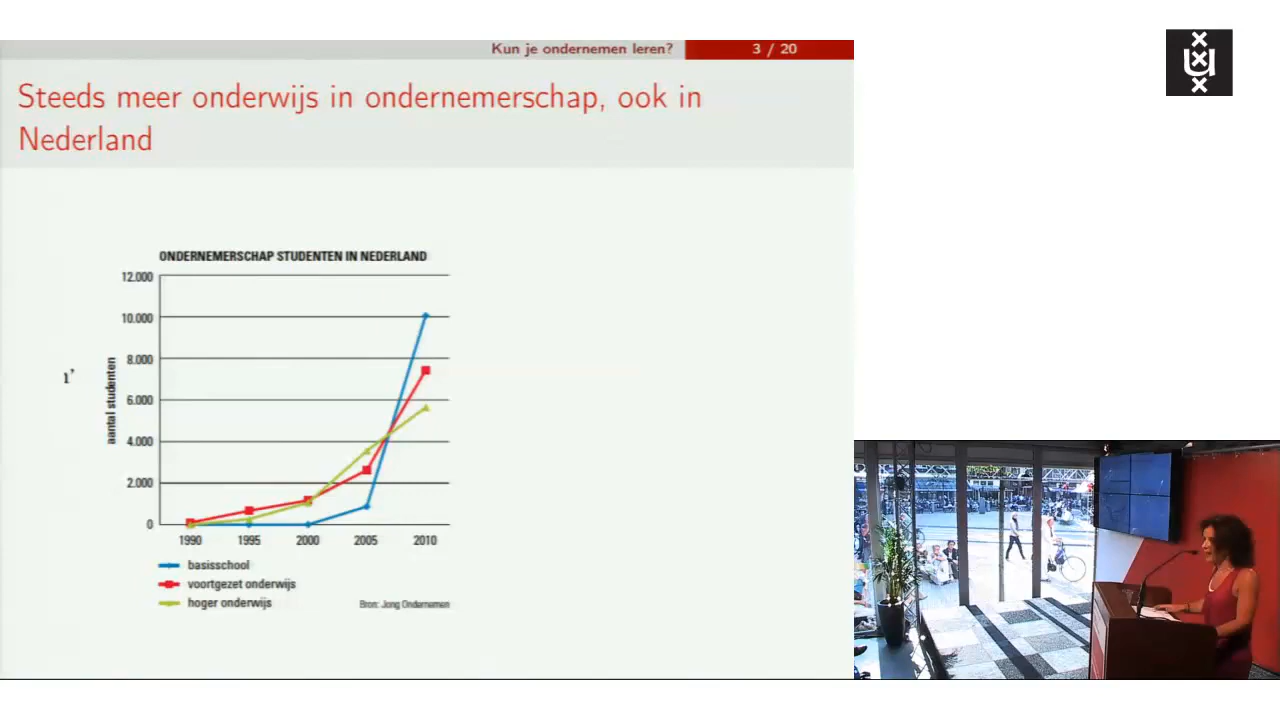 Kun je ondernemen leren?
3 / 20
Steeds meer onderwijs in ondernemerschap, ook in
Nederland
ONDERNEMERSCHAP STUDENTEN IN NEDERLAND
12.000
10.000
8.000
6.000
4.000
2.000
0
aantal studenten
1990 1995 2000 2005 2010
basisschool
voortgezet onderwijs
hoger onderwijs
Bron: Jong Ondernemen
U